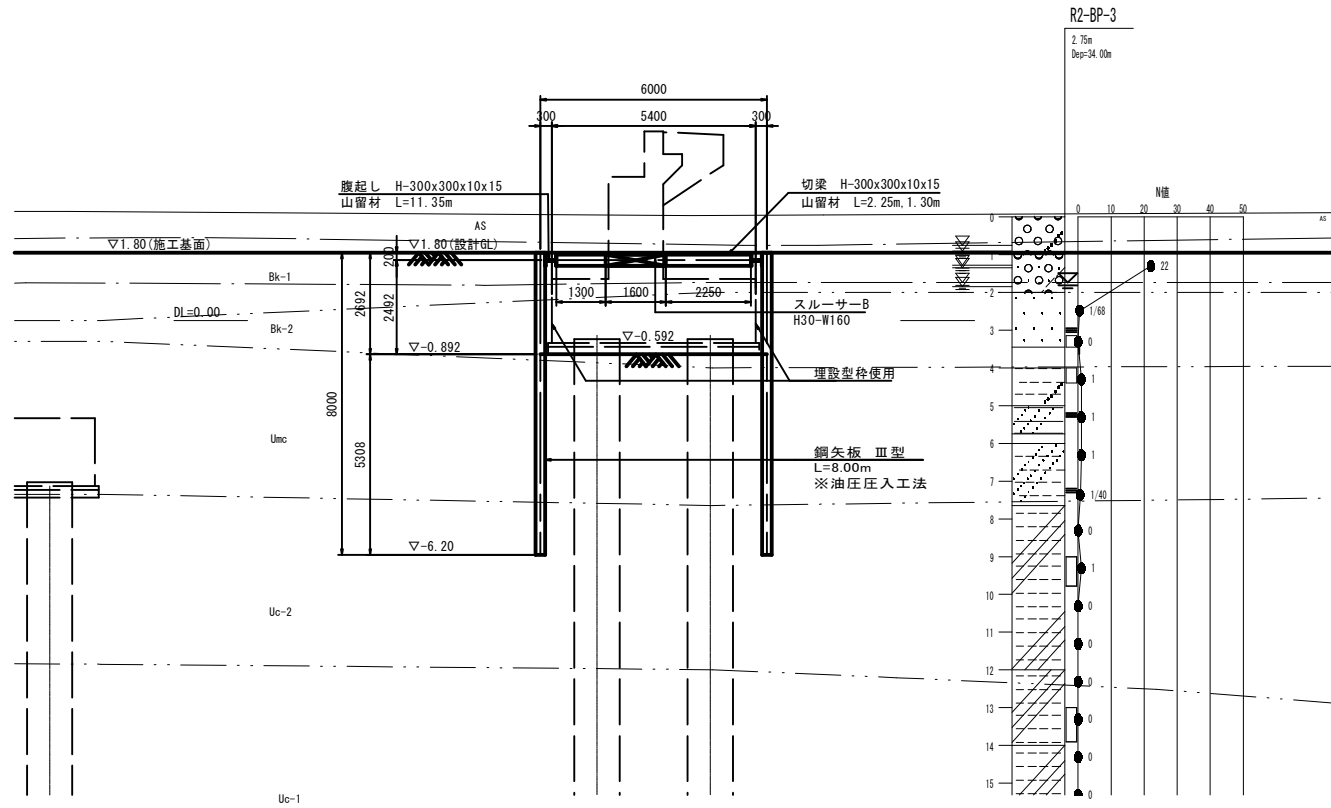 R2-BP-3
2.75m
Dep=34.00m
6000
300
5400
300
腹起し H-300x300x10x15
山留材 L=11.35m
切梁 H-300x300x10x15
山留材 L=2.25m,1.30m
N値
0 10 20 30 40 50
AS
AS
▽1.80(施工基面)
▽1.80(設計GL)
200
Bk-1
2692
2492
1300
1600
2250
スルーサーB
H30-W160
DL=0.00
Bk-2
▽-0.592
▽-0.892
埋設型枠使用
8000
5308
Umc
鋼矢板 Ⅲ型
L=8.00m
※油圧圧入工法
▽-6.20
Uc-2
Uc-1
0
1
2
3
4
5
6
7
8
9
10
11
12
13
14
15
22
1/68
0
1
1
1
1/40
0
1
0
0
0
0
0
0